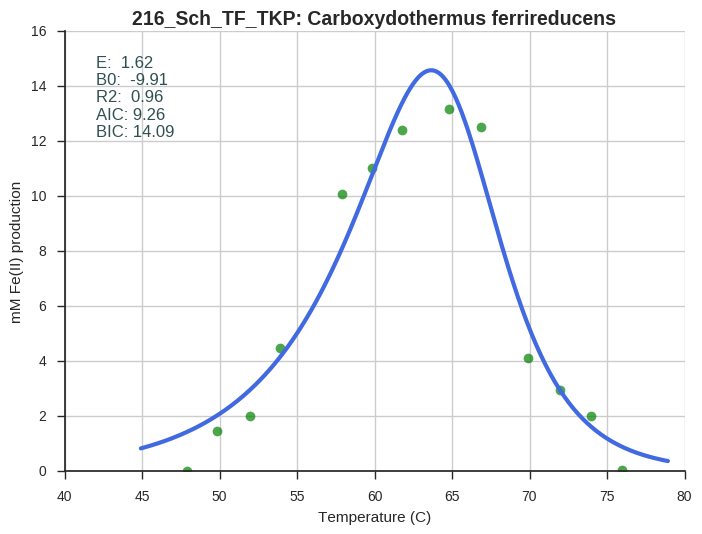 216_Sch_TF_TKP: Carboxydothermus ferrireducens
E:  1.62
B0:  -9.91
R2:  0.96
AIC: 9.26
BIC: 14.09
16
14
12
10
8
6
4
2
0
mM Fe(II) production
40 45 50 55 60 65 70 75 80
Temperature (C)